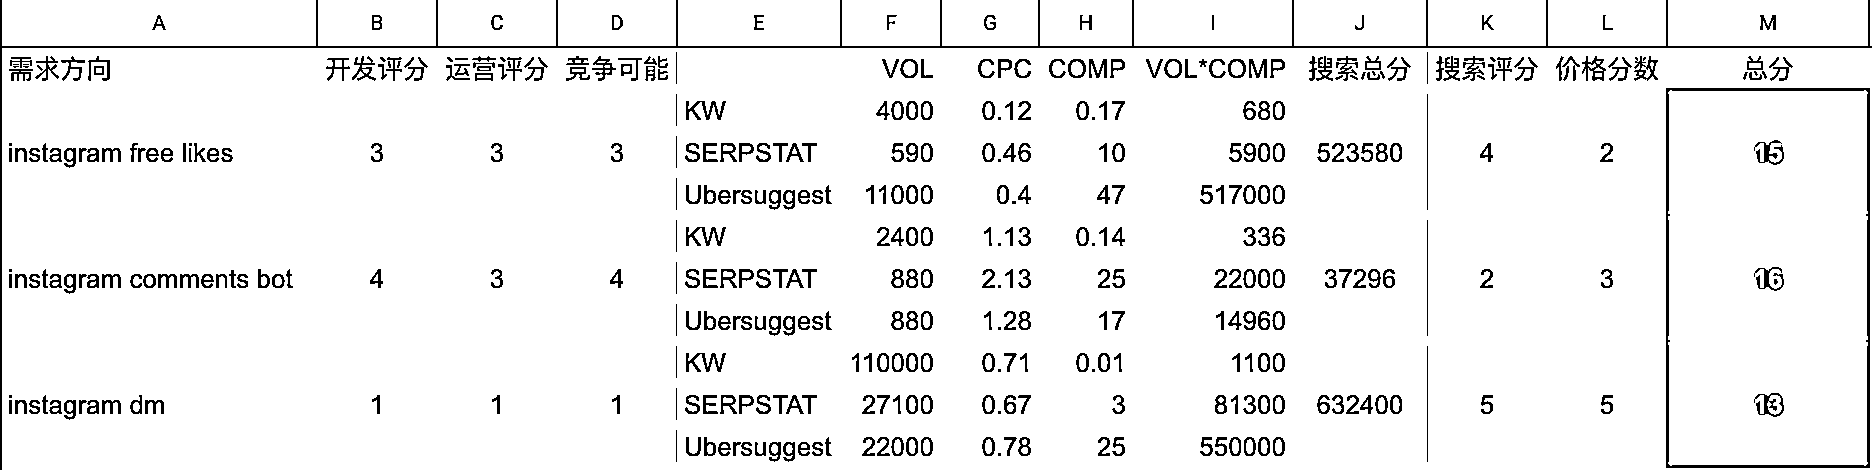 A B C D E F G H I J K L M
需求方向 开发评分 运营评分 竞争可能 VOL CPC COMP VOL*COMP 搜索总分 搜索评分 价格分数 总分
KW 4000 0.12 0.17 680
instagram free likes 3 3 3 SERPSTAT 590 0.46 10 5900 523580 4 2 15
Ubersuggest 11000 0.4 47 517000
KW 2400 1.13 0.14 336
instagram comments bot 4 3 4 SERPSTAT 880 2.13 25 22000 37296 2 3 16
Ubersuggest 880 1.28 17 14960
KW 110000 0.71 0.01 1100
instagram dm 1 1 1 SERPSTAT 27100 0.67 3 81300 632400 5 5 13
Ubersuggest 22000 0.78 25 550000